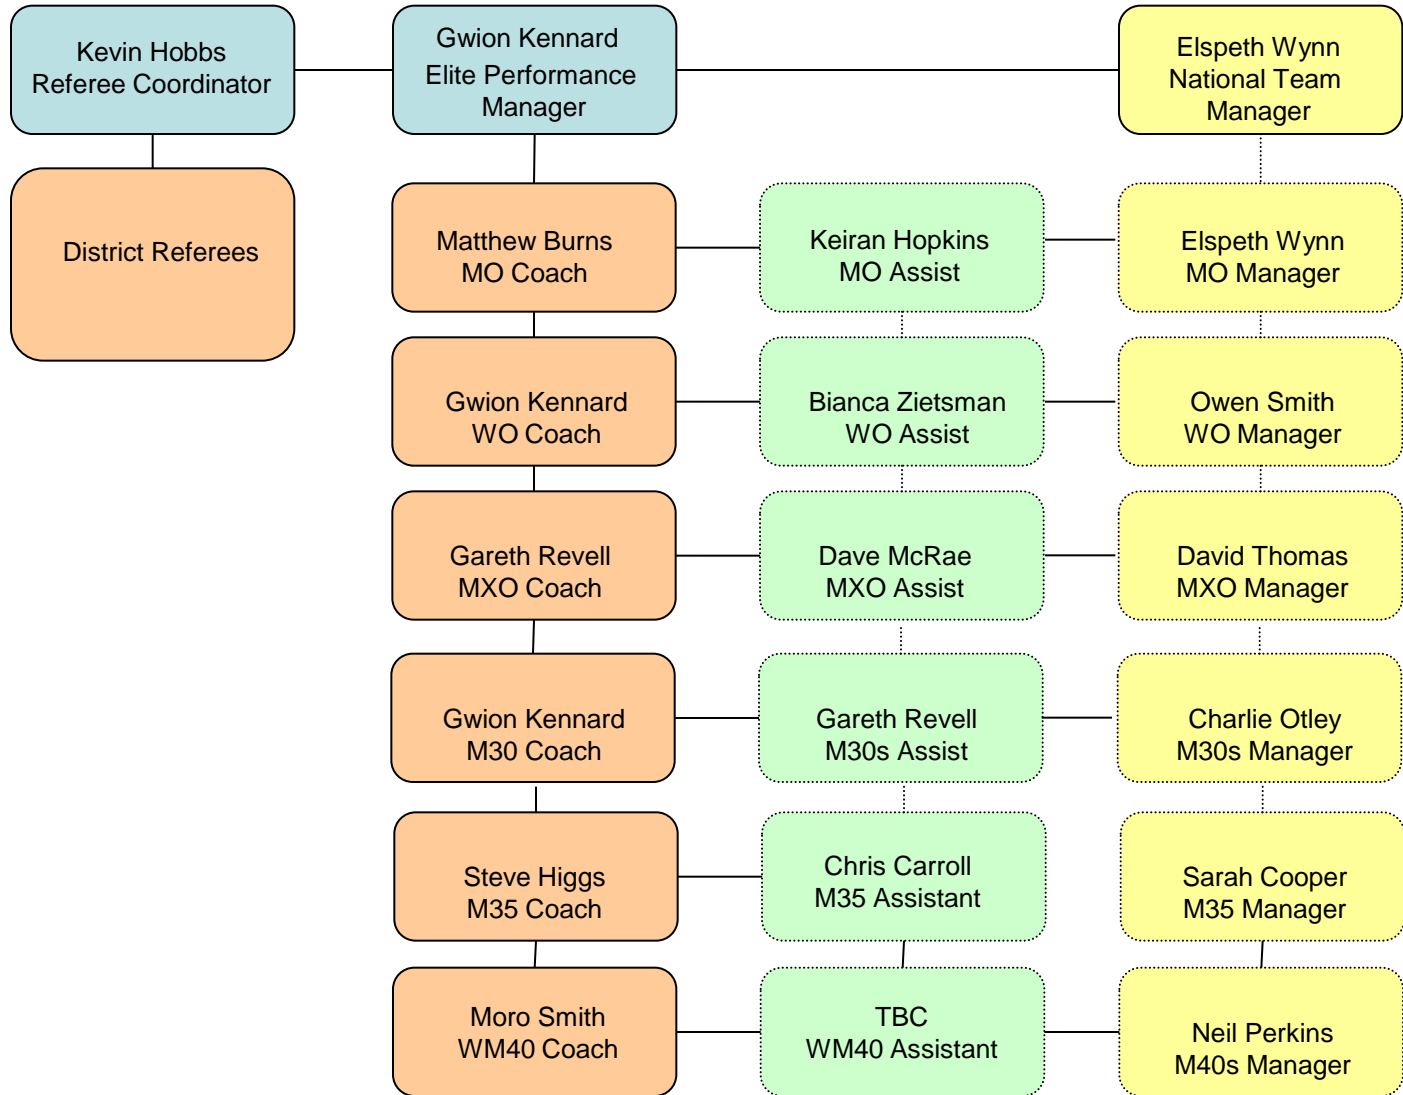 Kevin Hobbs
Referee Coordinator
Gwion Kennard
Elite Performance
Manager
Elspeth Wynn
National Team
Manager
District Referees
Matthew Burns
MO Coach
Keiran Hopkins
MO Assist
Elspeth Wynn
MO Manager
Gwion Kennard
WO Coach
Bianca Zietsman
WO Assist
Owen Smith
WO Manager
Gareth Revell
MXO Coach
Dave McRae
MXO Assist
David Thomas
MXO Manager
Gwion Kennard
M30 Coach
Gareth Revell
M30s Assist
Charlie Otley
M30s Manager
Steve Higgs
M35 Coach
Chris Carroll
M35 Assistant
Sarah Cooper
M35 Manager
Moro Smith
WM40 Coach
TBC
WM40 Assistant
Neil Perkins
M40s Manager